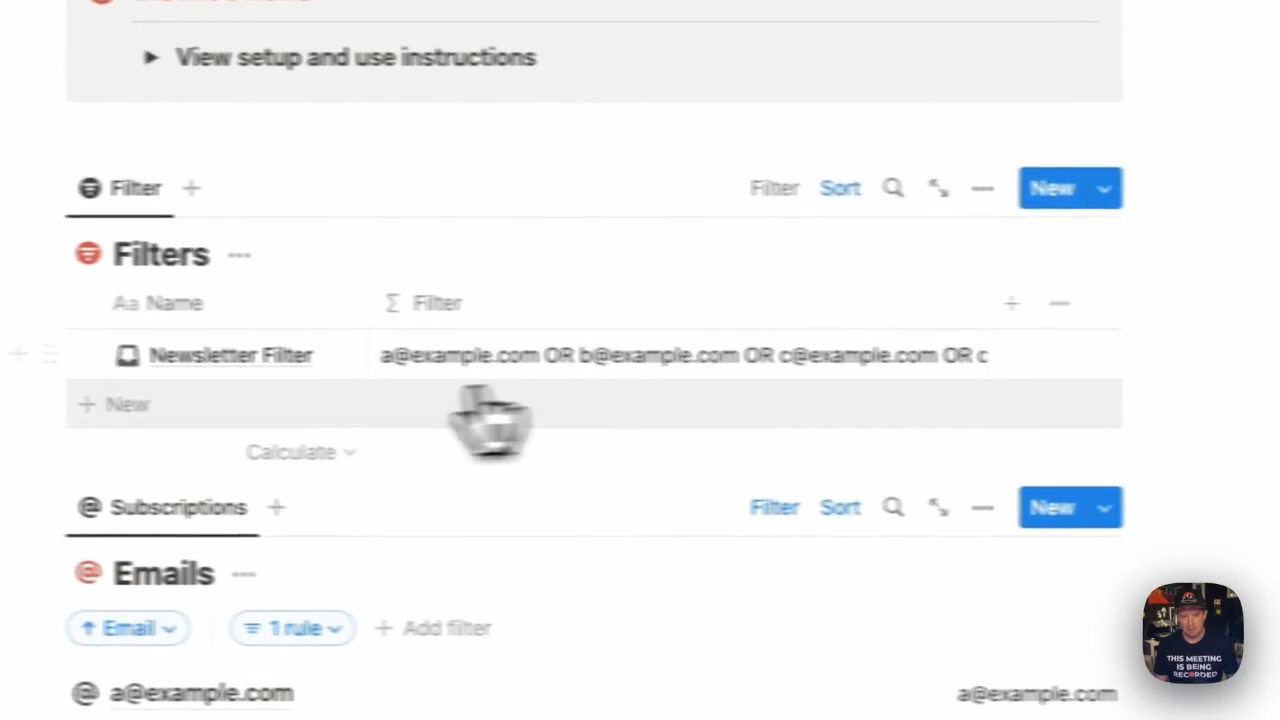 View setup and use instructions
Filter
Filter Sort New
Filters
Aa Name Σ Filter
Newsletter Filter a@example.com OR b@example.com OR c@example.com OR c
+ New
Calculate
@ Subscriptions +
Filter Sort New
@ Emails
Email 1 rule + Add filter
@ a@example.com a@example.com
THIS MEETING
IS BEING
RECORDED